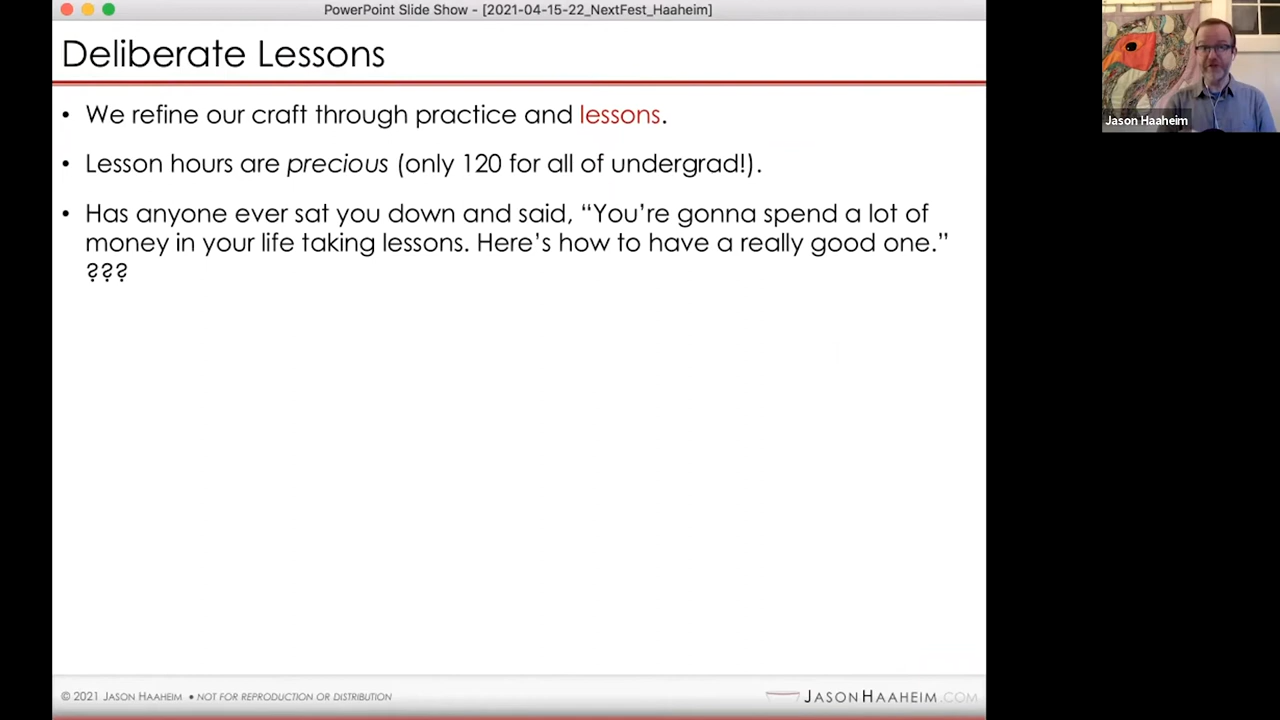 PowerPoint Slide Show - [2021-04-15-22_NextFest_Haaheim]
Deliberate Lessons
• We refine our craft through practice and lessons.
• Lesson hours are precious (only 120 for all of undergrad!).
• Has anyone ever sat you down and said, “You’re gonna spend a lot of
money in your life taking lessons. Here’s how to have a really good one.”
???
Jason Haaheim
© 2021 Jason Haaheim • Not for reproduction or distribution
JasonHaaheim.com